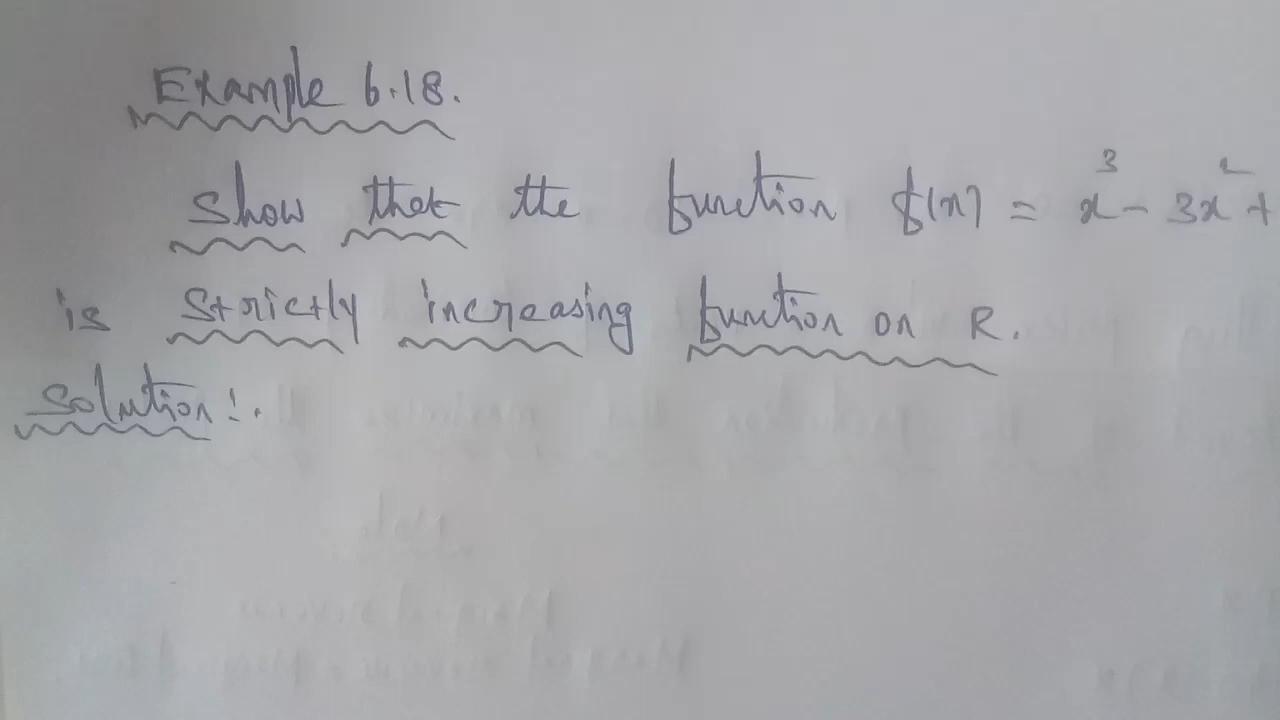 Example 6.18.
Show that the function f(x) = x³ - 3x² +
is strictly increasing function on R.
Solution:.